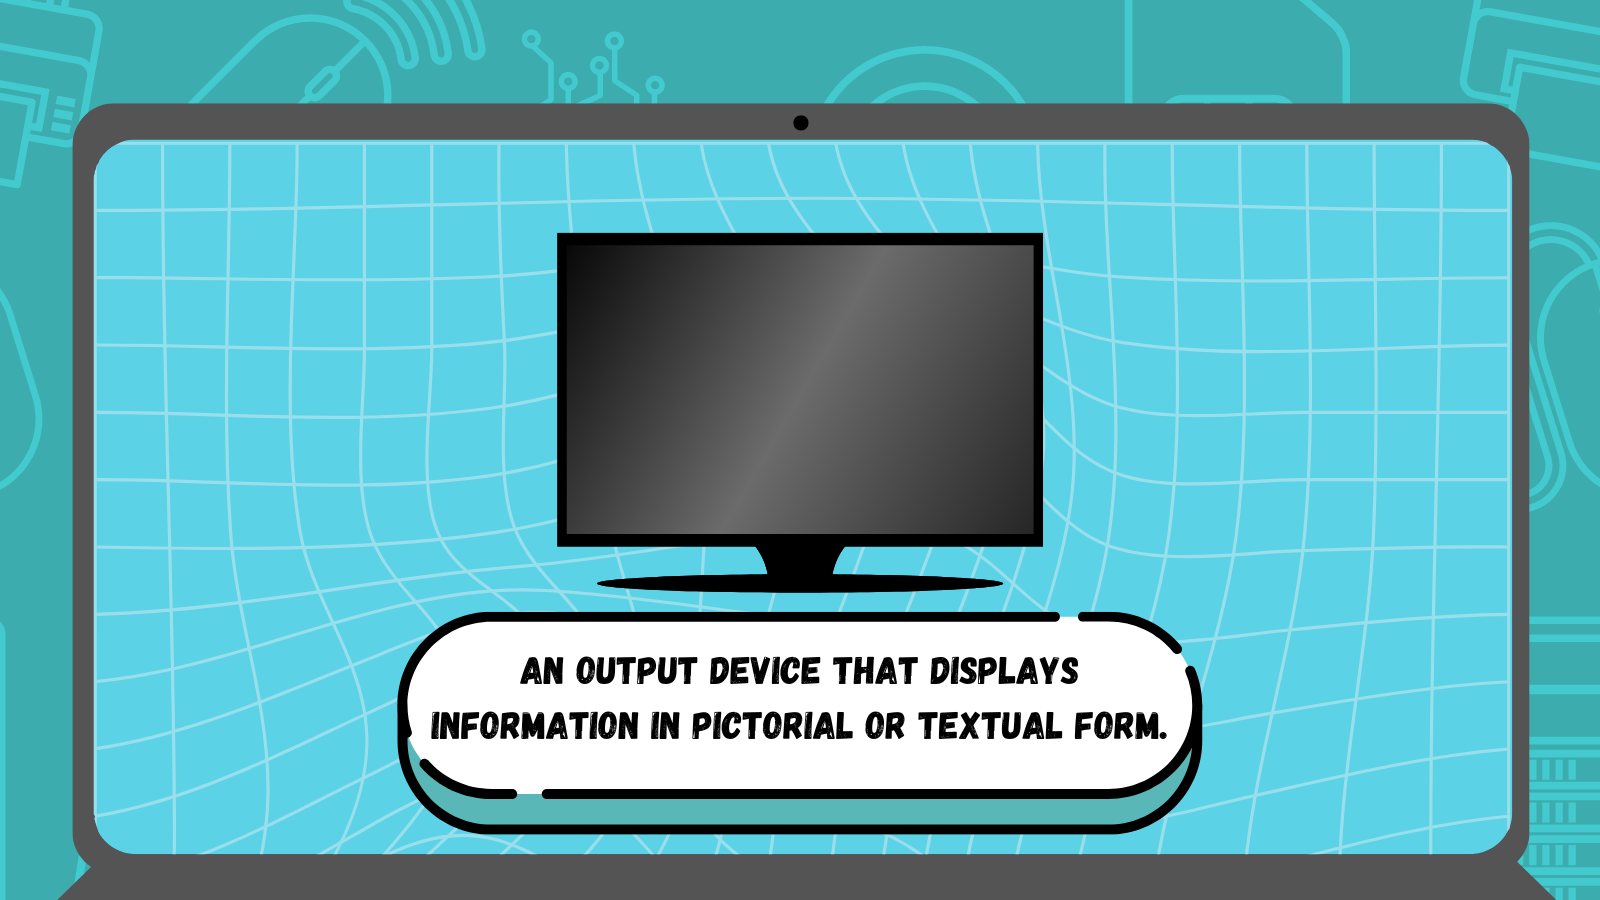 AN OUTPUT DEVICE THAT DISPLAYS
INFORMATION IN PICTORIAL OR TEXTUAL FORM.